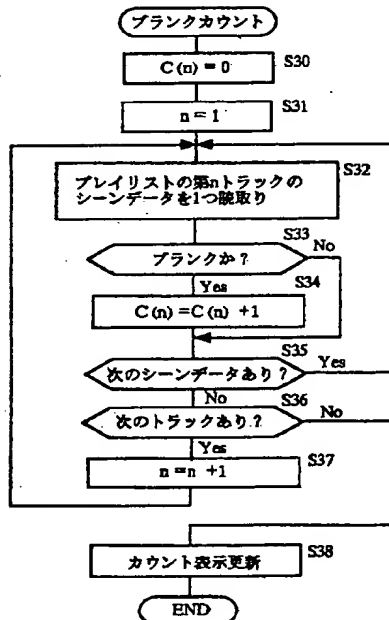 ブランクカウント
C(n) = 0
S30
n = 1
S31
S32
プレイリストの第nトラックの
シーンデータを1つ読取り
S33
ブランクか?
No
Yes
S34
C(n) =C(n) +1
S35
次のシーンデータあり?
Yes
No
S36
次のトラックあり?
No
Yes
S37
n =n +1
S38
カウント表示更新
END